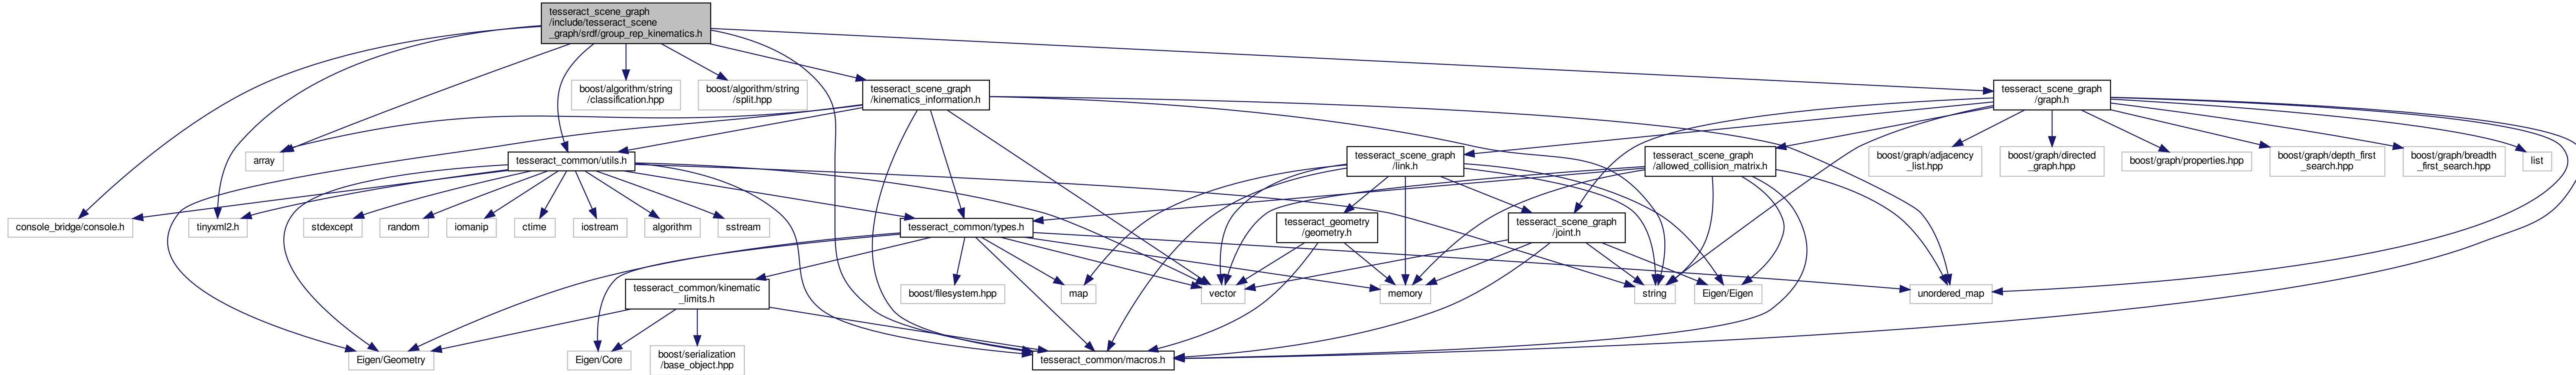 tesseract_scene_graph
/include/tesseract_scene
_graph/srdf/group_rep_kinematics.h
boost/algorithm/string
/classification.hpp
boost/algorithm/string
/split.hpp
tesseract_scene_graph
/kinematics_information.h
tesseract_scene_graph
/graph.h
array
tesseract_common/utils.h
tesseract_scene_graph
/link.h
tesseract_scene_graph
/allowed_collision_matrix.h
boost/graph/adjacency
_list.hpp
boost/graph/directed
_graph.hpp
boost/graph/properties.hpp
boost/graph/depth_first
_search.hpp
boost/graph/breadth
_first_search.hpp
list
console_bridge/console.h
tinyxml2.h
stdexcept
random
iomanip
ctime
iostream
algorithm
sstream
tesseract_common/types.h
tesseract_geometry
/geometry.h
tesseract_scene_graph
/joint.h
tesseract_common/kinematic
_limits.h
boost/filesystem.hpp
map
vector
memory
string
Eigen/Eigen
unordered_map
Eigen/Geometry
Eigen/Core
boost/serialization
/base_object.hpp
tesseract_common/macros.h